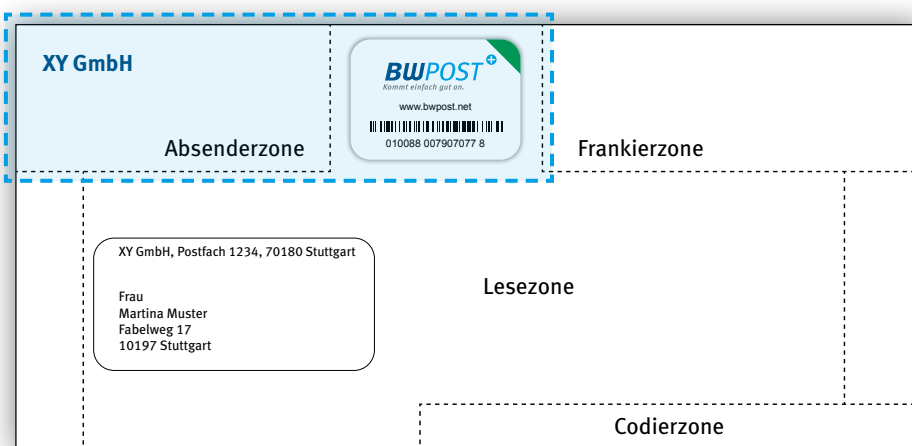 XY GmbH
BWPOST+
Kommt einfach gut an.
www.bwpost.net
010088 007907077 8
Absenderzone
Frankierzone
XY GmbH, Postfach 1234, 70180 Stuttgart
Frau
Martina Muster
Fabelweg 17
10197 Stuttgart
Lesezone
Codierzone